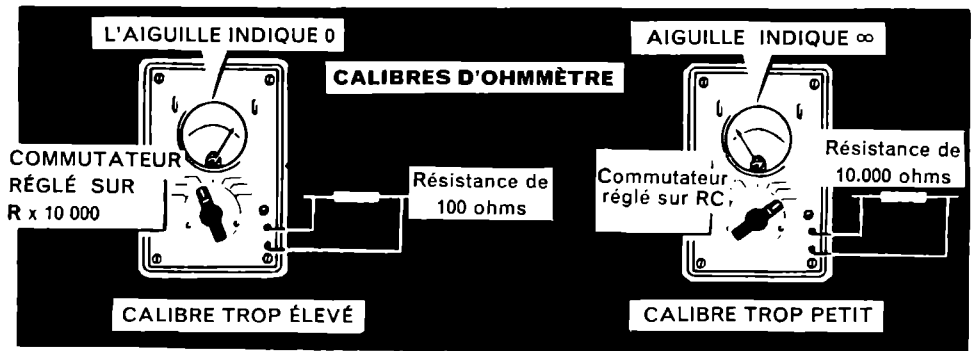 L'AIGUILLE INDIQUE 0
CALIBRES D'OHMMÈTRE
COMMUTATEUR
RÉGLÉ SUR
R x 10 000
Résistance de
100 ohms
CALIBRE TROP ÉLEVÉ
AIGUILLE INDIQUE ∞
Commutateur
réglé sur RC
Résistance de
10.000 ohms
CALIBRE TROP PETIT